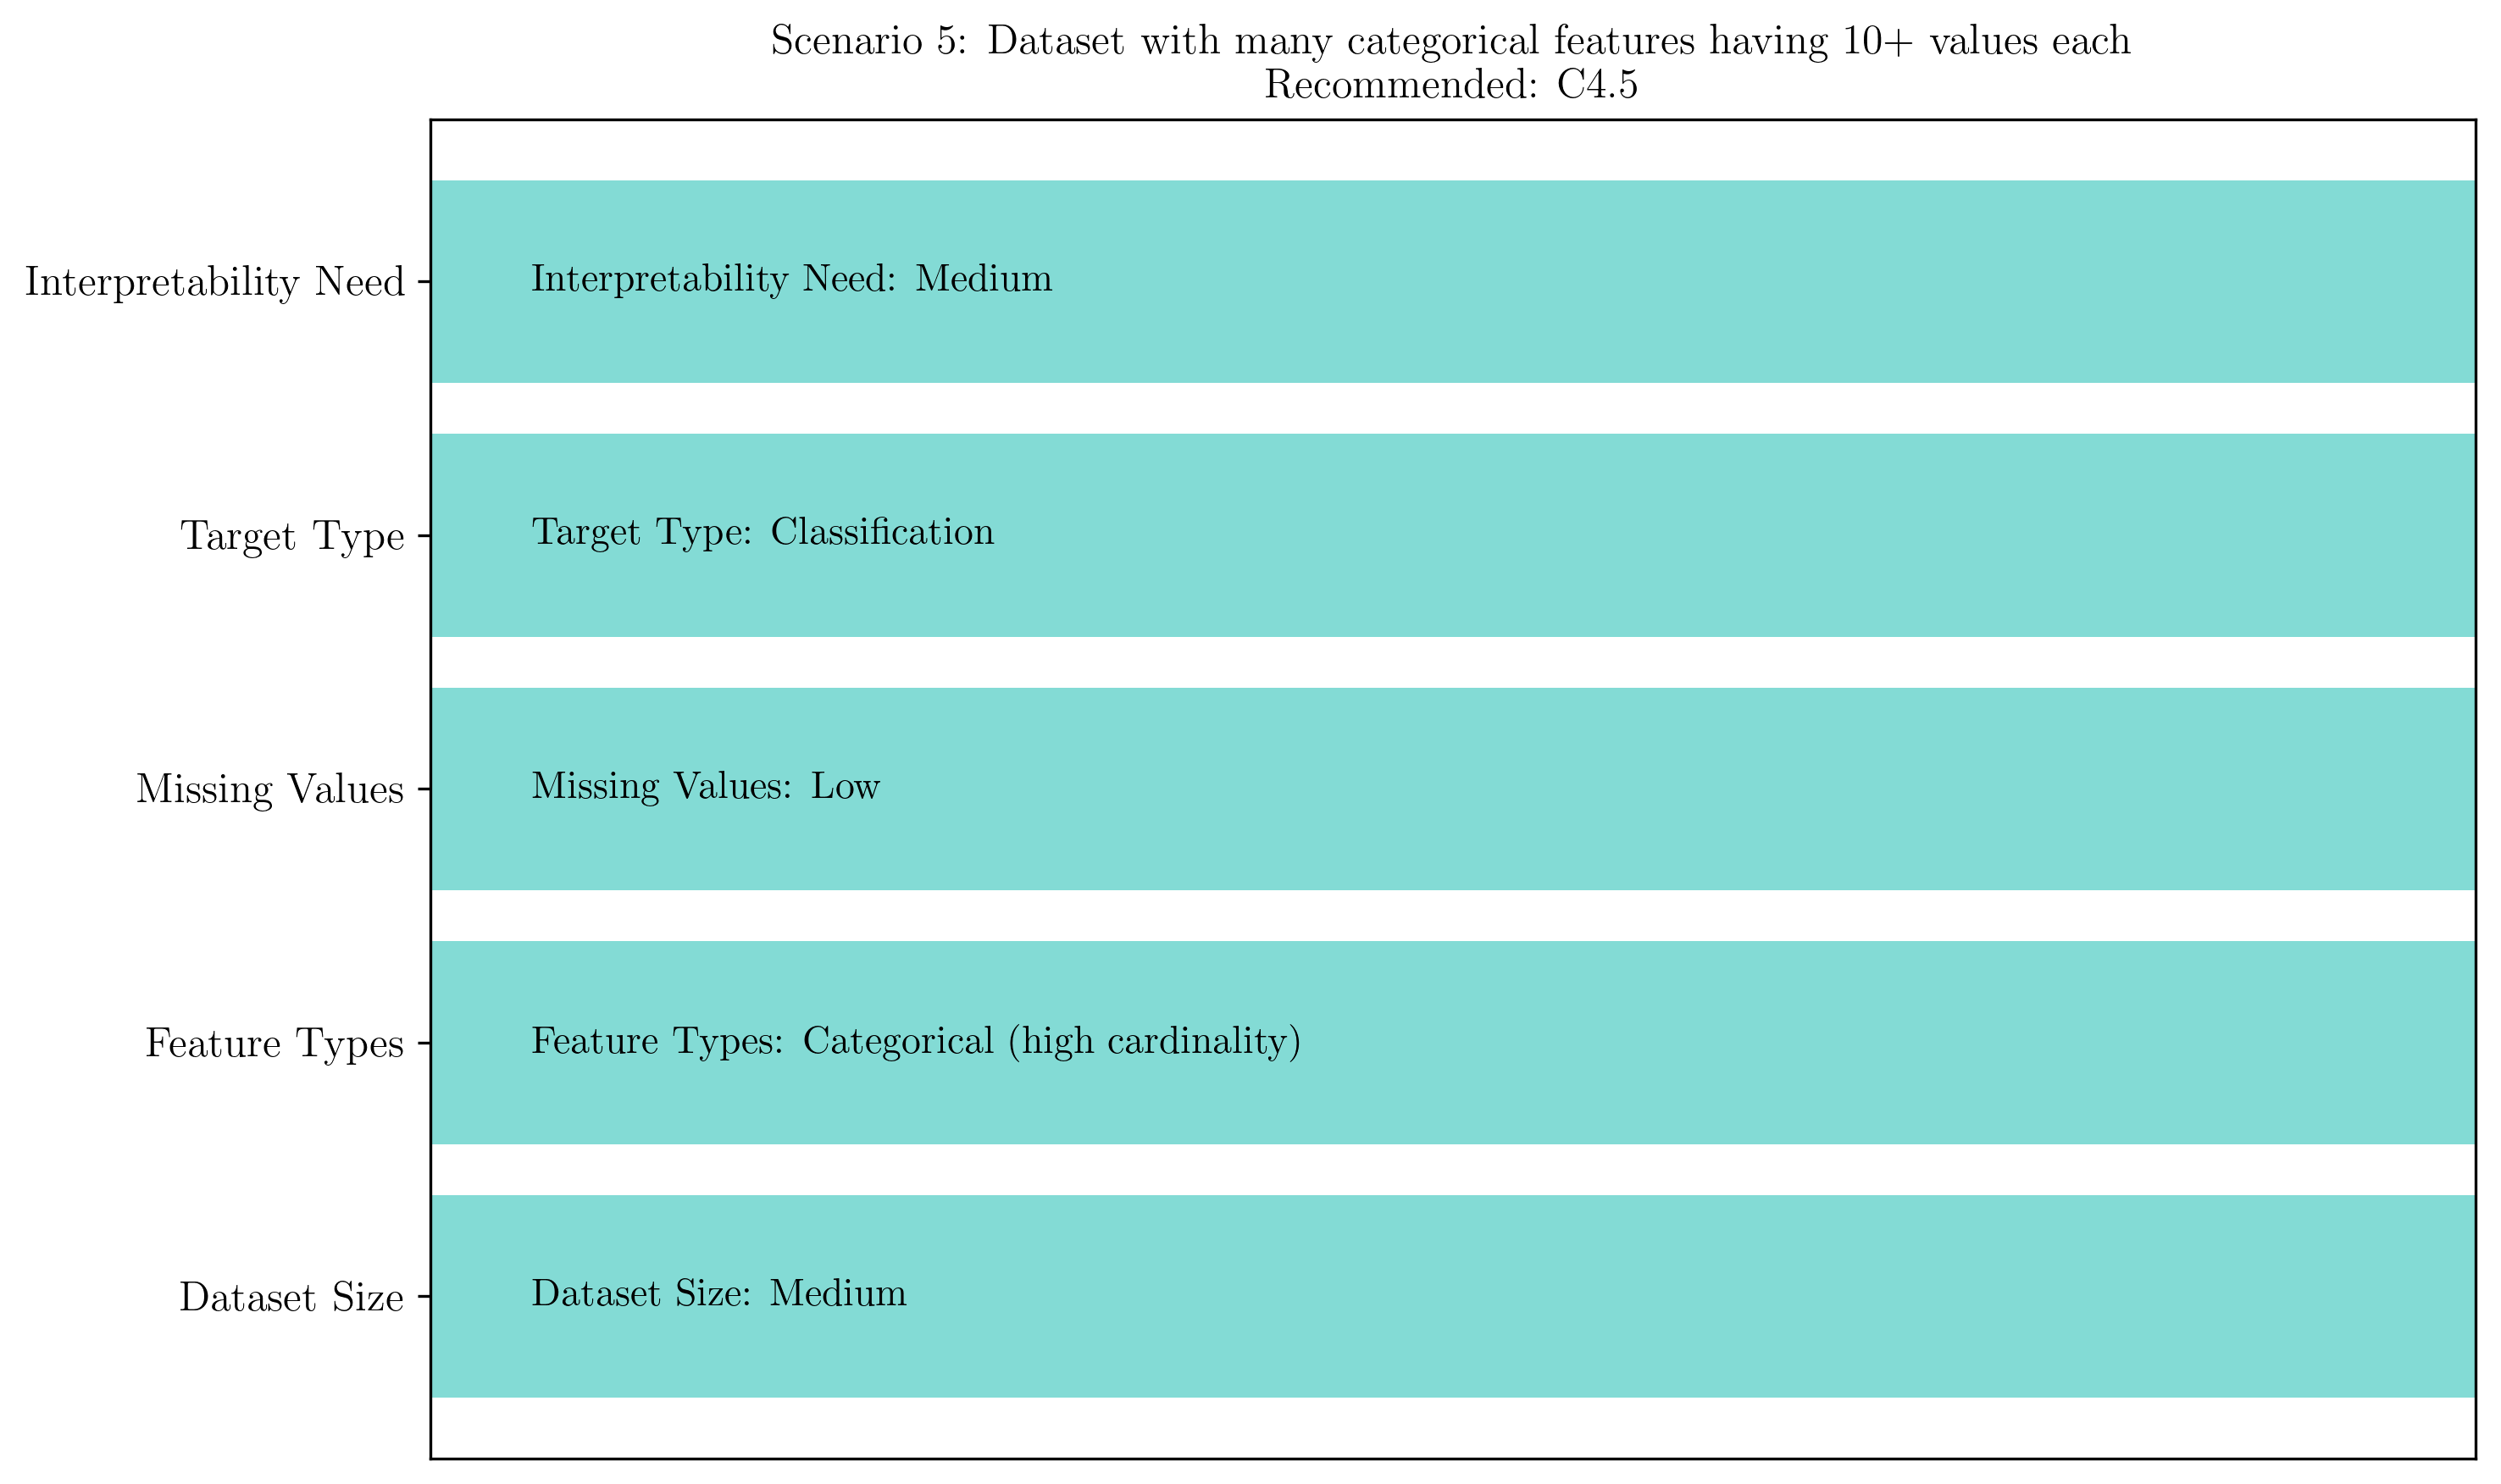 Scenario 5: Dataset with many categorical features having 10+ values each
Recommended: C4.5
Interpretability Need
Interpretability Need: Medium
Target Type
Target Type: Classification
Missing Values
Missing Values: Low
Feature Types
Feature Types: Categorical (high cardinality)
Dataset Size
Dataset Size: Medium